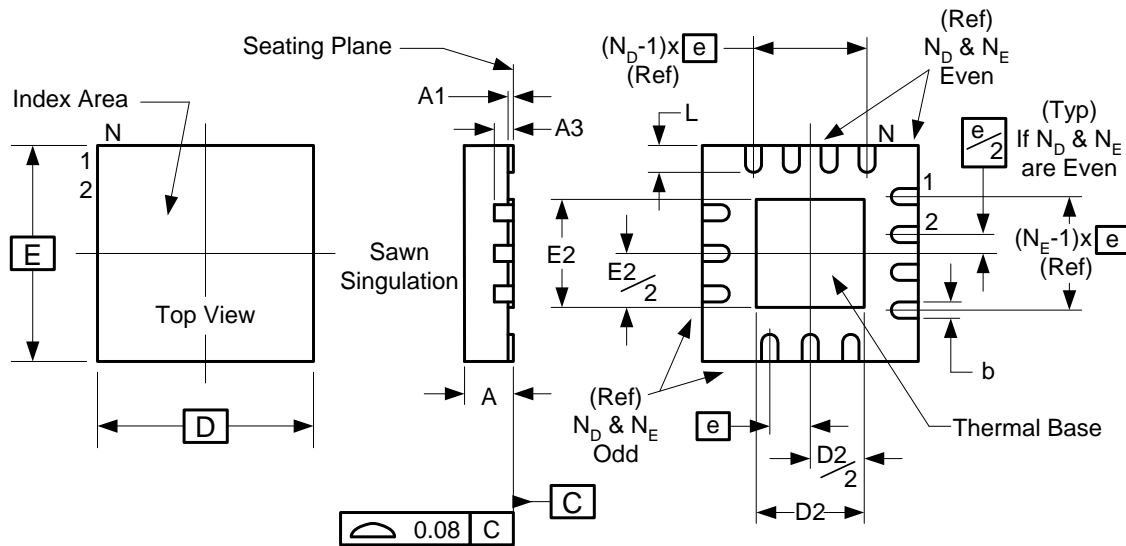 Seating Plane
Index Area
N
1
2
E
Top View
D
A1
A3
Sawn
Singulation
A
C
0.08 C
(N_D-1)x e
(Ref)
(Ref)
N_D & N_E
Even
L
N
e/2
(Typ)
If N_D & N_E
are Even
1
2
(N_E-1)x e
(Ref)
E2
E2/2
b
(Ref)
N_D & N_E
Odd
e
Thermal Base
D2/2
D2